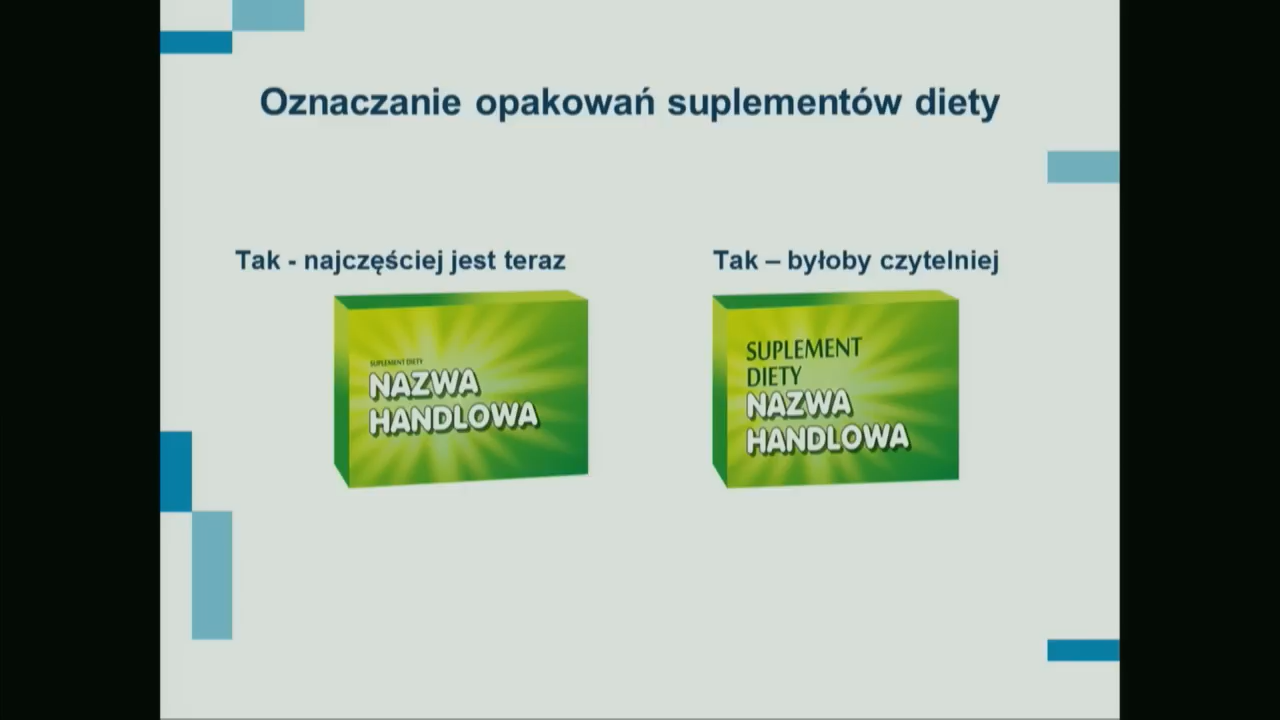 Oznaczanie opakowań suplementów diety
Tak - najczęściej jest teraz
SUPLEMENT DIETY
NAZWA
HANDLOWA
Tak – byłoby czytelniej
SUPLEMENT
DIETY
NAZWA
HANDLOWA